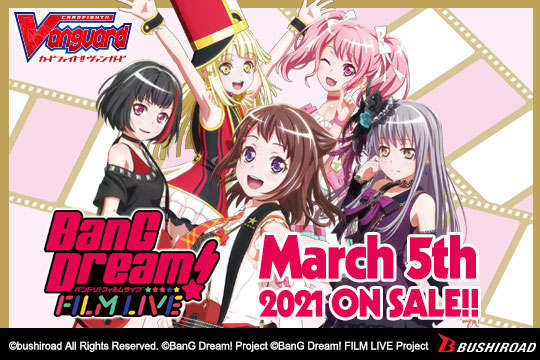 CARDFIGHT!!
Vanguard
カードファイト!! ヴァンガード
BanG
Dream!
バンドリ!フィルムライブ
FILM LIVE
March 5th
2021 ON SALE!!
©bushiroad All Rights Reserved. ©BanG Dream! Project ©BanG Dream! FILM LIVE Project
BUSHIROAD